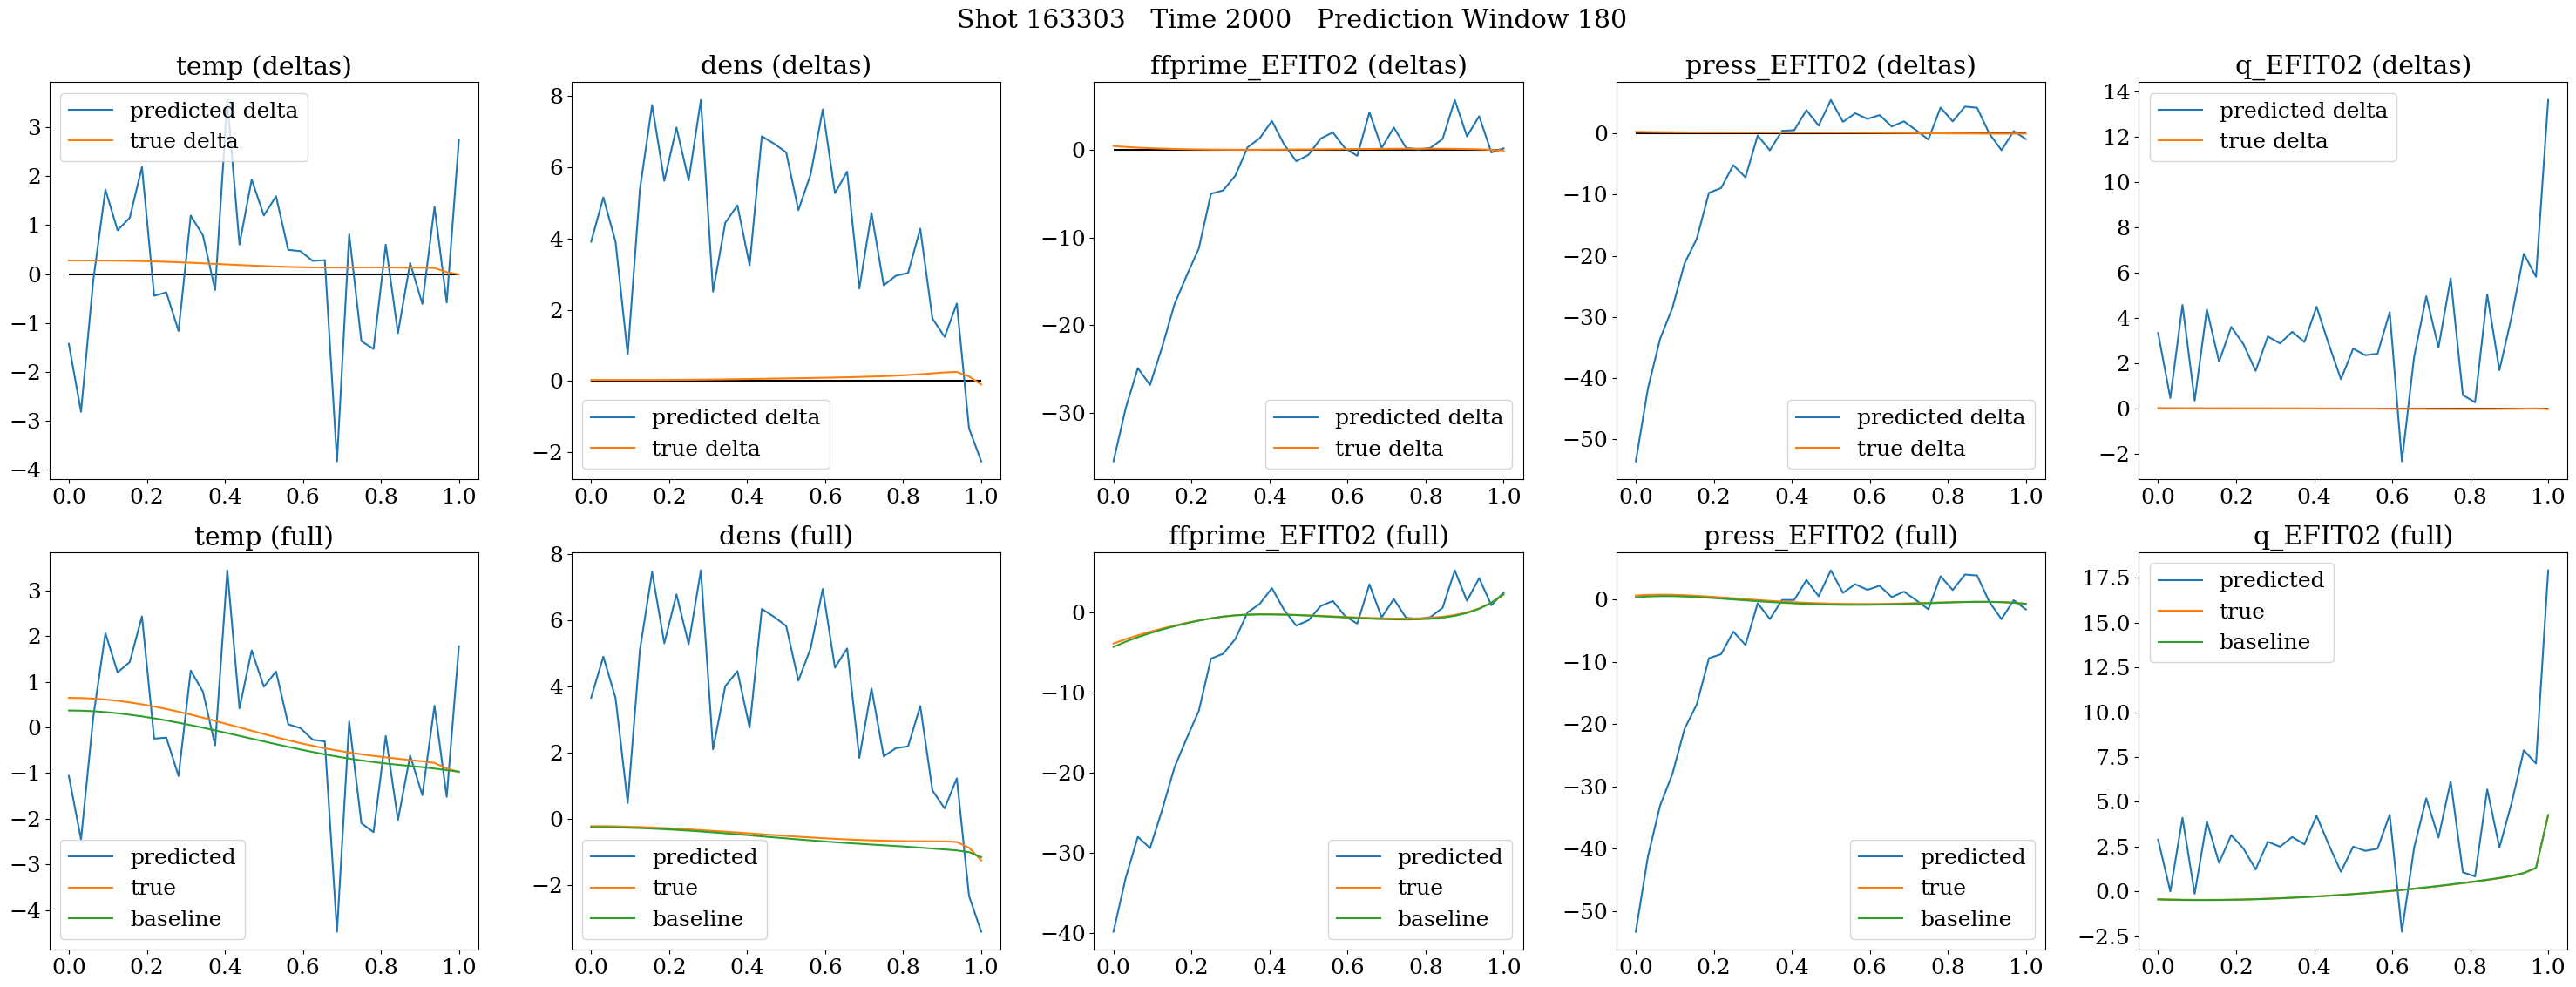 Shot 163303   Time 2000   Prediction Window 180
temp (deltas)
predicted delta
true delta
3
2
1
0
−1
−2
−3
−4
0.0 0.2 0.4 0.6 0.8 1.0
dens (deltas)
8
6
4
2
0
−2
predicted delta
true delta
0.0 0.2 0.4 0.6 0.8 1.0
ffprime_EFIT02 (deltas)
0
−10
−20
−30
predicted delta
true delta
0.0 0.2 0.4 0.6 0.8 1.0
press_EFIT02 (deltas)
0
−10
−20
−30
−40
−50
predicted delta
true delta
0.0 0.2 0.4 0.6 0.8 1.0
q_EFIT02 (deltas)
predicted delta
true delta
14
12
10
8
6
4
2
0
−2
0.0 0.2 0.4 0.6 0.8 1.0
temp (full)
3
2
1
0
−1
−2
−3
−4
predicted
true
baseline
0.0 0.2 0.4 0.6 0.8 1.0
dens (full)
8
6
4
2
0
−2
predicted
true
baseline
0.0 0.2 0.4 0.6 0.8 1.0
ffprime_EFIT02 (full)
0
−10
−20
−30
−40
predicted
true
baseline
0.0 0.2 0.4 0.6 0.8 1.0
press_EFIT02 (full)
0
−10
−20
−30
−40
−50
predicted
true
baseline
0.0 0.2 0.4 0.6 0.8 1.0
q_EFIT02 (full)
predicted
true
baseline
17.5
15.0
12.5
10.0
7.5
5.0
2.5
0.0
−2.5
0.0 0.2 0.4 0.6 0.8 1.0